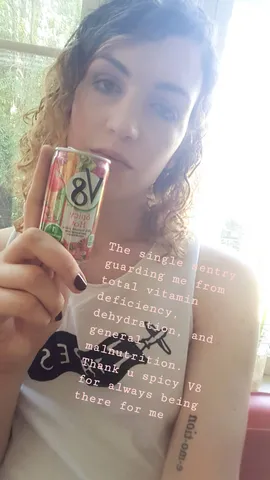 V8
The single sentry
guarding me from
total vitamin
deficiency,
dehydration, and
general
malnutrition.
Thank u spicy V8
for always being
there for me